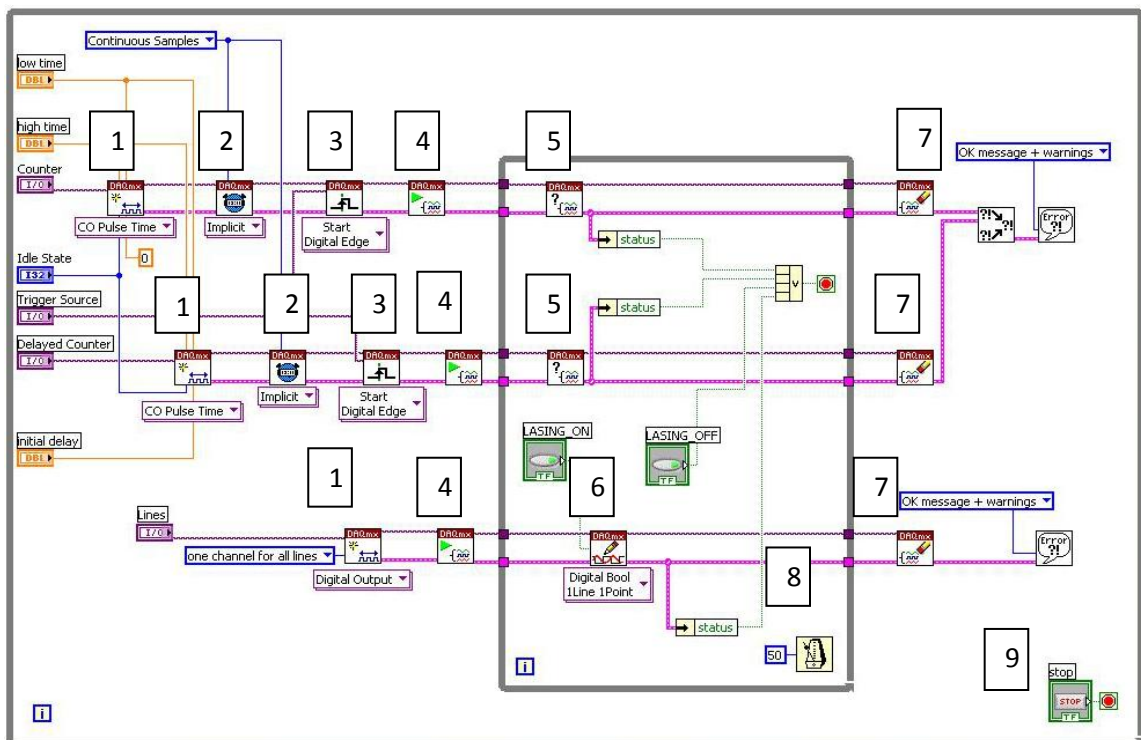 Continuous Samples
low time
DBL
high time
DBL
1
2
3
4
5
7
OK message + warnings
Counter
I/O
DAQmx
DAQmx
DAQmx
DAQmx
DAQmx
DAQmx
CO Pulse Time
Implicit
Start
Digital Edge
?!
?!
?!
Error
?!
status
0
Idle State
I32
Trigger Source
I/O
1
2
3
4
5
7
status
v
Delayed Counter
I/O
DAQmx
DAQmx
DAQmx
DAQmx
DAQmx
DAQmx
CO Pulse Time
Implicit
Start
Digital Edge
initial delay
DBL
LASING_ON
TF
LASING_OFF
TF
1
4
6
7
OK message + warnings
Lines
I/O
DAQmx
DAQmx
DAQmx
DAQmx
Error
?!
one channel for all lines
Digital Output
Digital Bool
1Line 1Point
8
status
i
50
9
stop
STOP
TF
i